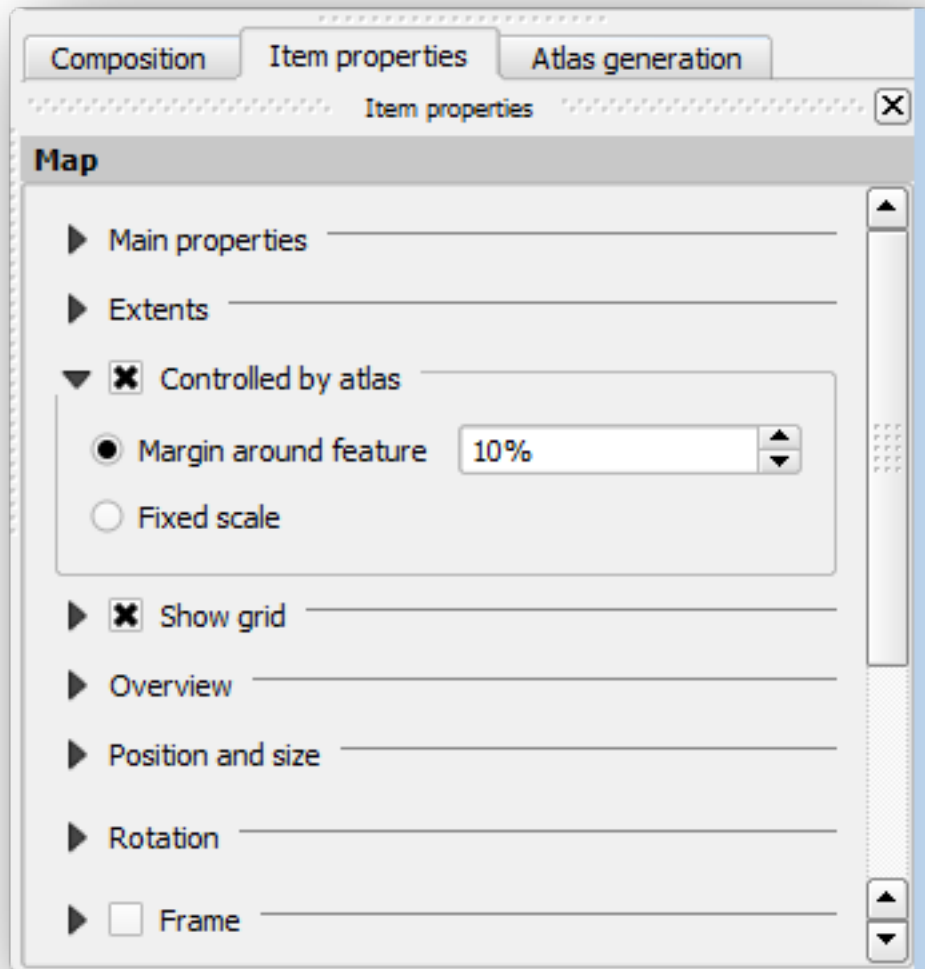 Composition Item properties Atlas generation
Item properties
Map
Main properties
Extents
Controlled by atlas
Margin around feature 10%
Fixed scale
Show grid
Overview
Position and size
Rotation
Frame